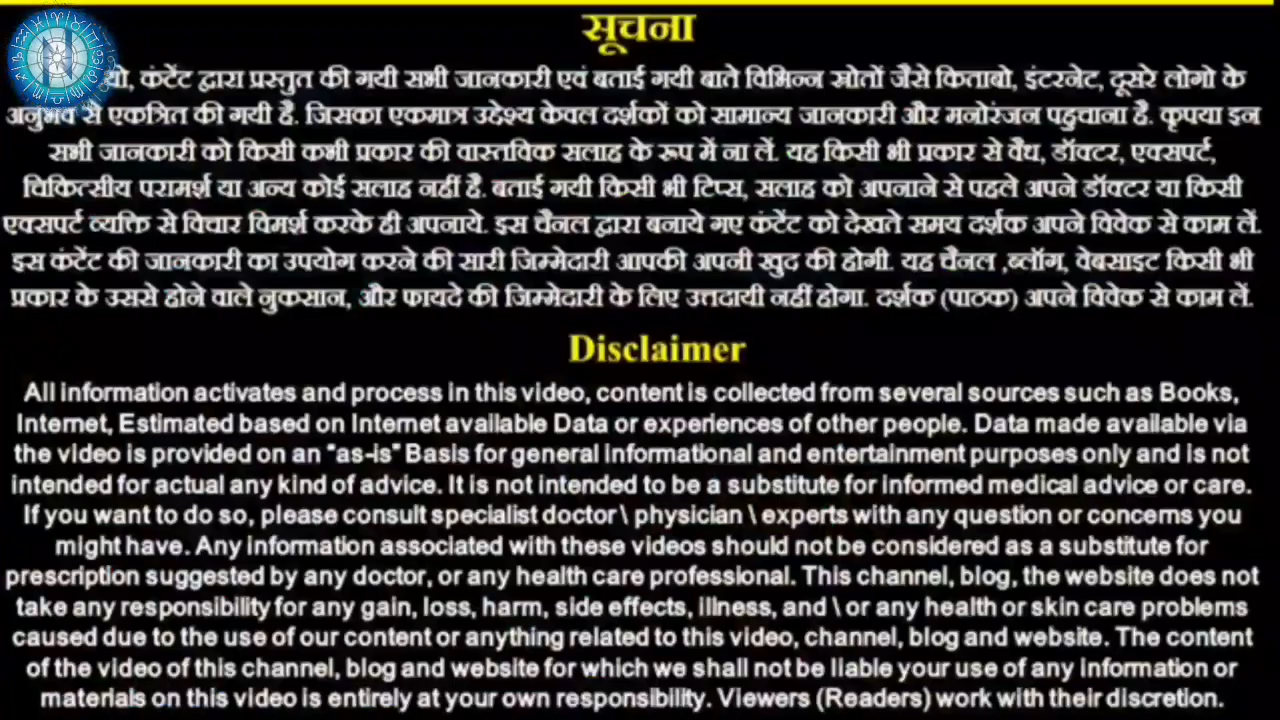 सूचना
यो, कंटेंट द्वारा प्रस्तुत की गयी सभी जानकारी एवं बताई गयी बाते विभिन्न स्रोतों जैसे किताबो, इंटरनेट, दूसरे लोगो के
अनुभव से एकत्रित की गयी है. जिसका एकमात्र उद्देश्य केवल दर्शकों को सामान्य जानकारी और मनोरंजन पहुचाना है. कृपया इन
सभी जानकारी को किसी कभी प्रकार की वास्तविक सलाह के रूप में ना लें. यह किसी भी प्रकार से वैध, डॉक्टर, एक्सपर्ट,
चिकित्सीय परामर्श या अन्य कोई सलाह नहीं है. बताई गयी किसी भी टिप्स, सलाह को अपनाने से पहले अपने डॉक्टर या किसी
एक्सपर्ट व्यक्ति से विचार विमर्श करके ही अपनाये. इस चैनल द्वारा बनाये गए कंटेंट को देखते समय दर्शक अपने विवेक से काम लें.
इस कंटेंट की जानकारी का उपयोग करने की सारी जिम्मेदारी आपकी अपनी खुद की होगी. यह चैनल ,ब्लॉग, वेबसाइट किसी भी
प्रकार के उससे होने वाले नुकसान, और फायदे की जिम्मेदारी के लिए उत्तदायी नहीं होगा. दर्शक (पाठक) अपने विवेक से काम लें.
Disclaimer
All information activates and process in this video, content is collected from several sources such as Books,
Internet, Estimated based on Internet available Data or experiences of other people. Data made available via
the video is provided on an "as-is" Basis for general informational and entertainment purposes only and is not
intended for actual any kind of advice. It is not intended to be a substitute for informed medical advice or care.
If you want to do so, please consult specialist doctor \ physician \ experts with any question or concerns you
might have. Any information associated with these videos should not be considered as a substitute for
prescription suggested by any doctor, or any health care professional. This channel, blog, the website does not
take any responsibility for any gain, loss, harm, side effects, illness, and \ or any health or skin care problems
caused due to the use of our content or anything related to this video, channel, blog and website. The content
of the video of this channel, blog and website for which we shall not be liable your use of any information or
materials on this video is entirely at your own responsibility. Viewers (Readers) work with their discretion.